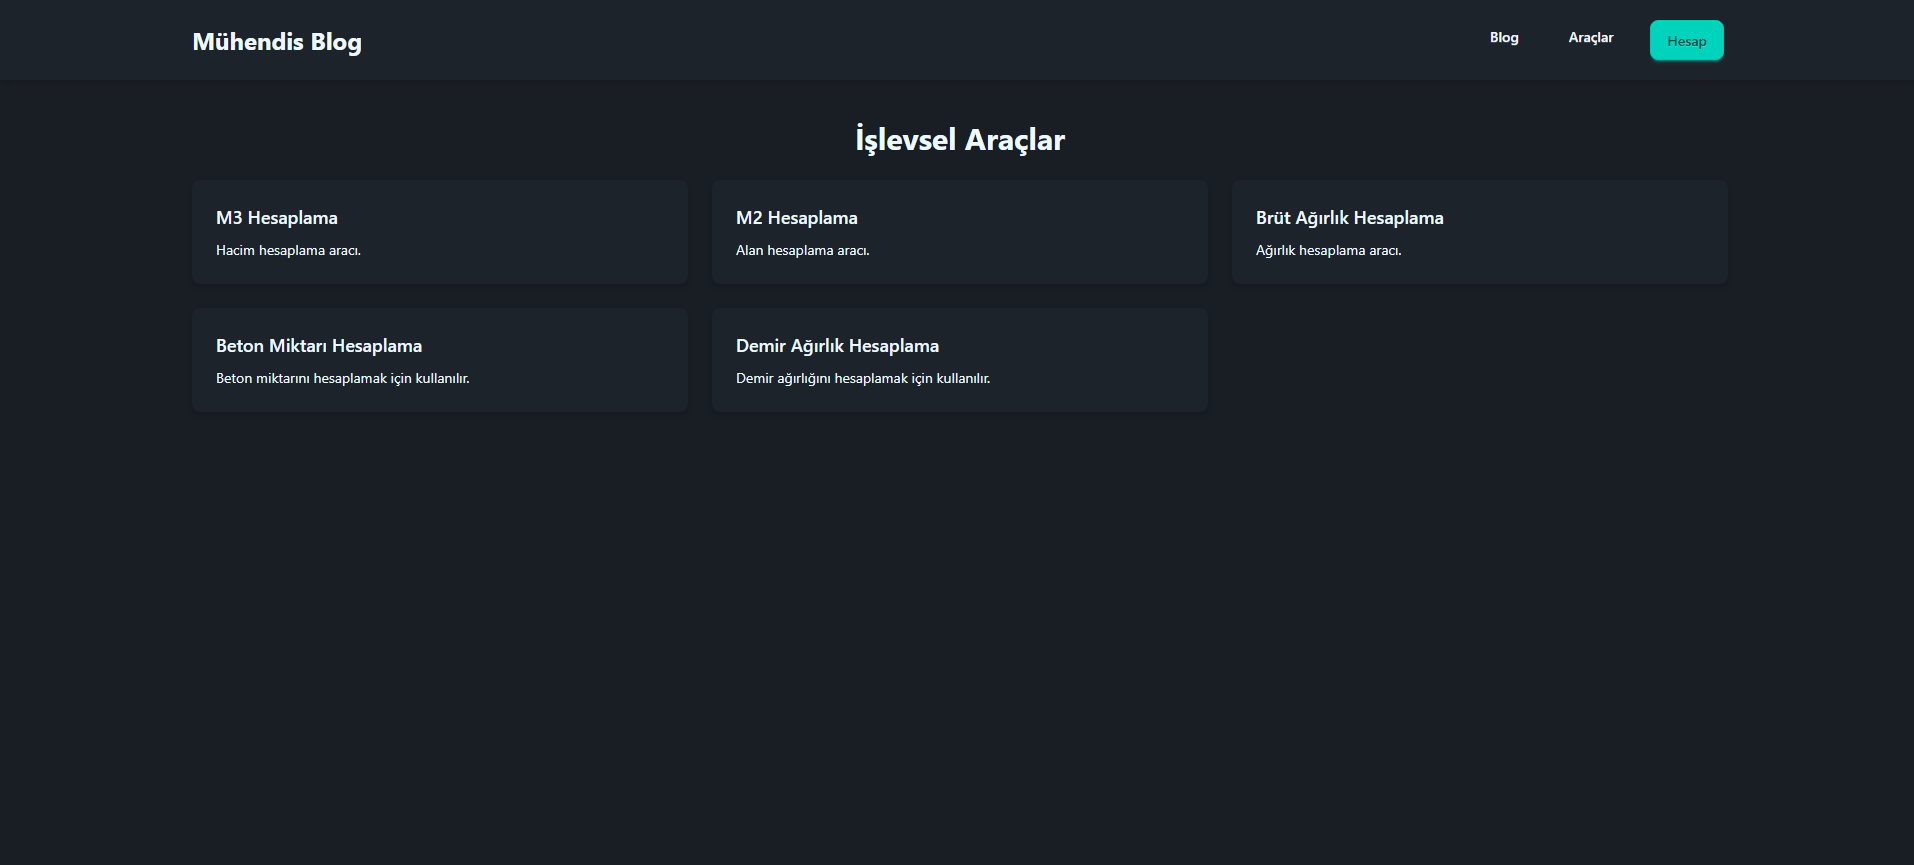 Mühendis Blog
Blog
Araçlar
Hesap
İşlevsel Araçlar
M3 Hesaplama
Hacim hesaplama aracı.
M2 Hesaplama
Alan hesaplama aracı.
Brüt Ağırlık Hesaplama
Ağırlık hesaplama aracı.
Beton Miktarı Hesaplama
Beton miktarını hesaplamak için kullanılır.
Demir Ağırlık Hesaplama
Demir ağırlığını hesaplamak için kullanılır.